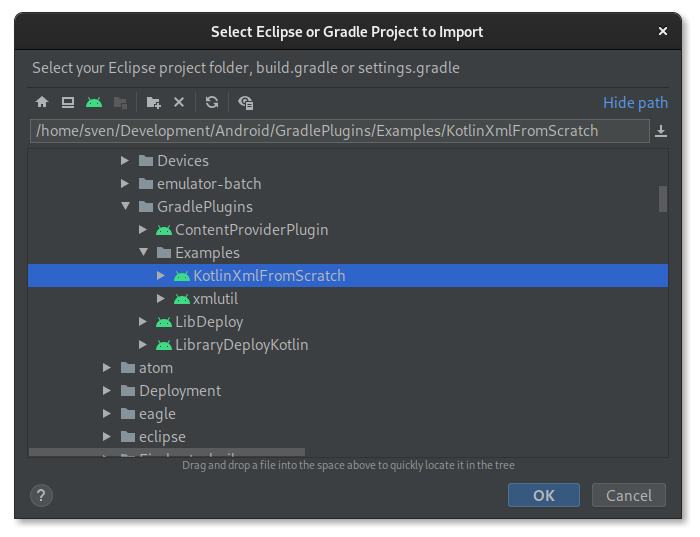 Select Eclipse or Gradle Project to Import
Select your Eclipse project folder, build.gradle or settings.gradle
Hide path
/home/sven/Development/Android/GradlePlugins/Examples/KotlinXmlFromScratch
Devices
emulator-batch
GradlePlugins
ContentProviderPlugin
Examples
KotlinXmlFromScratch
xmlutil
LibDeploy
LibraryDeployKotlin
atom
Deployment
eagle
eclipse
Drag and drop a file into the space above to quickly locate it in the tree
? OK Cancel